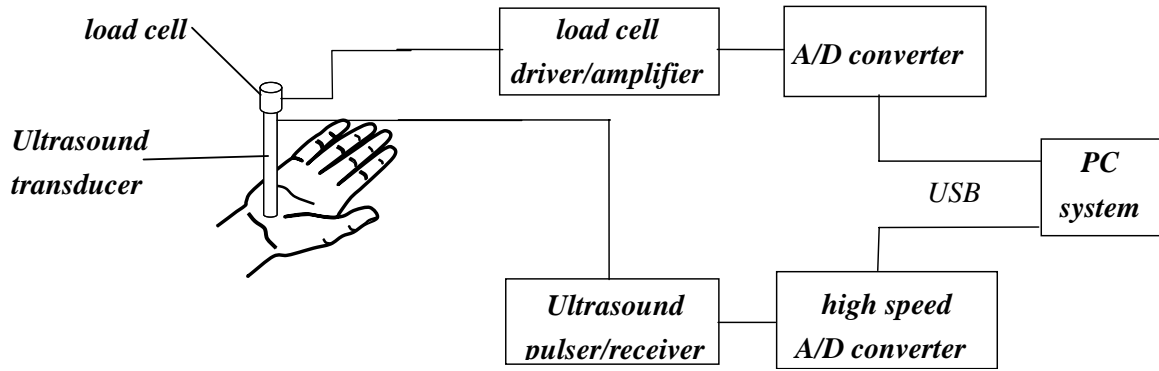 load cell
load cell
driver/amplifier
A/D converter
Ultrasound
transducer
USB
PC
system
Ultrasound
pulser/receiver
high speed
A/D converter